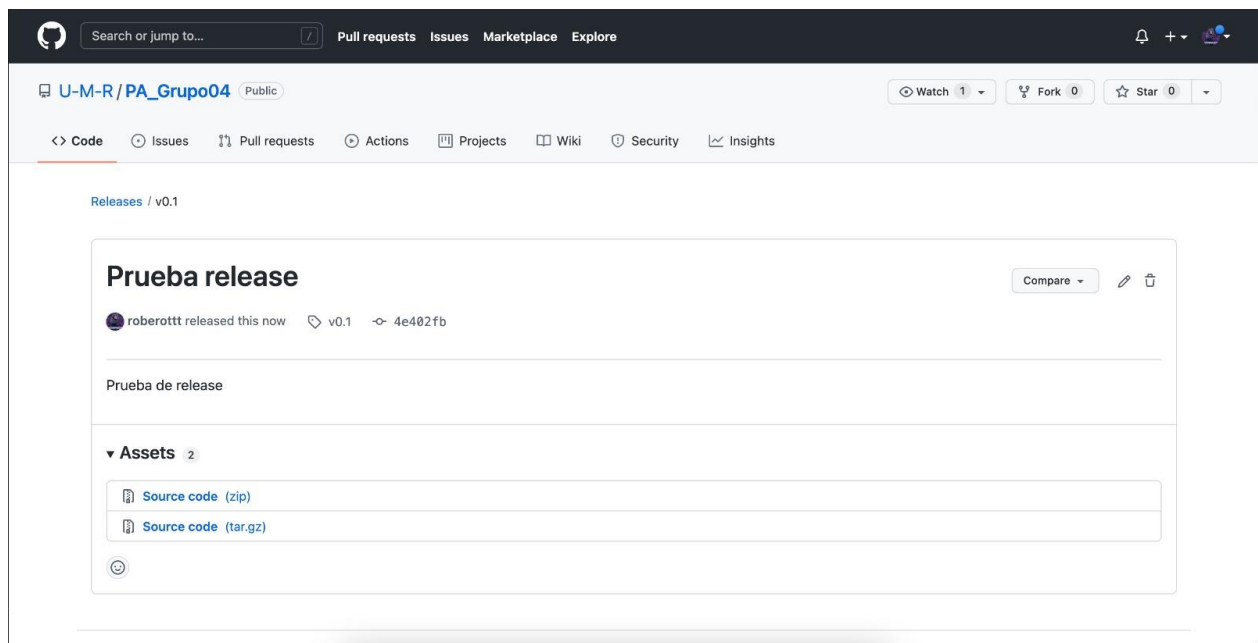 Search or jump to... / Pull requests Issues Marketplace Explore
U-M-R / PA_Grupo04 Public Watch 1 Fork 0 Star 0
<> Code Issues Pull requests Actions Projects Wiki Security Insights
Releases / v0.1
Prueba release Compare
roberottt released this now v0.1 4e402fb
Prueba de release
Assets 2
Source code (zip)
Source code (tar.gz)